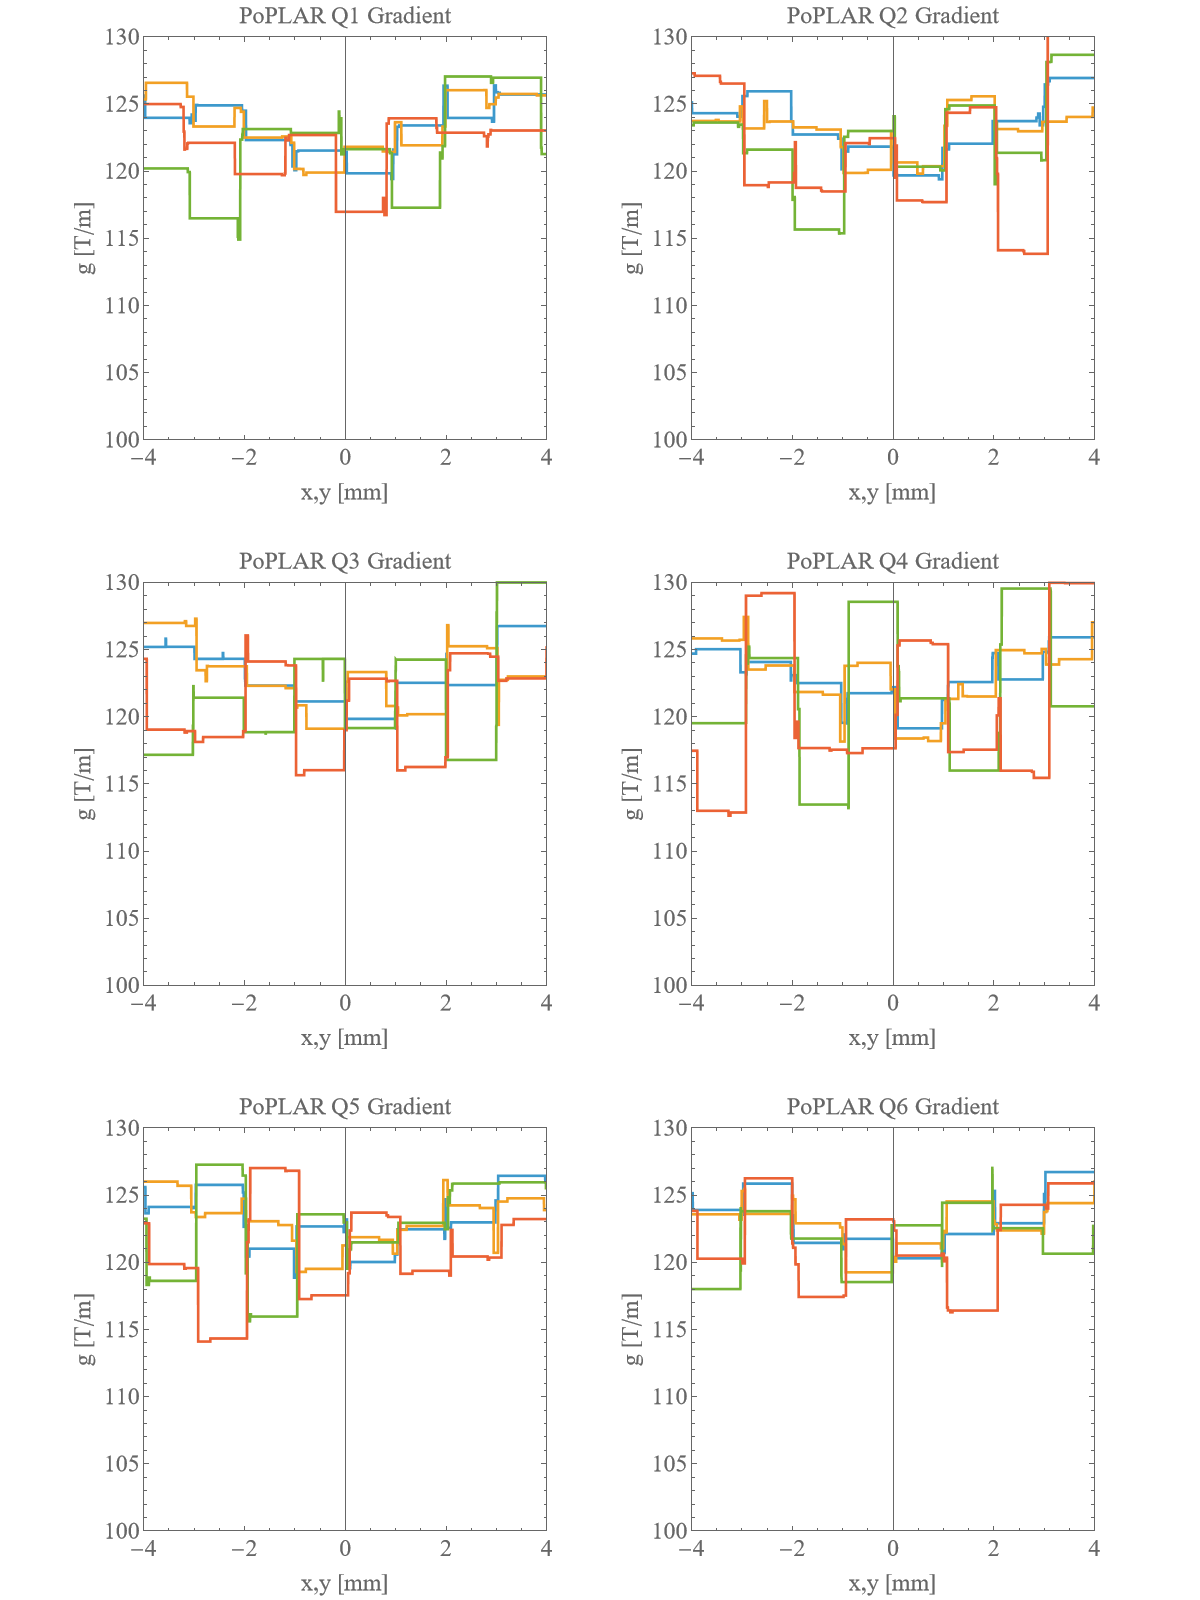 PoPLAR Q1 Gradient
130
125
120
115
110
105
100
g [T/m]
−4 −2 0 2 4
x,y [mm]
PoPLAR Q2 Gradient
130
125
120
115
110
105
100
g [T/m]
−4 −2 0 2 4
x,y [mm]
PoPLAR Q3 Gradient
130
125
120
115
110
105
100
g [T/m]
−4 −2 0 2 4
x,y [mm]
PoPLAR Q4 Gradient
130
125
120
115
110
105
100
g [T/m]
−4 −2 0 2 4
x,y [mm]
PoPLAR Q5 Gradient
130
125
120
115
110
105
100
g [T/m]
−4 −2 0 2 4
x,y [mm]
PoPLAR Q6 Gradient
130
125
120
115
110
105
100
g [T/m]
−4 −2 0 2 4
x,y [mm]